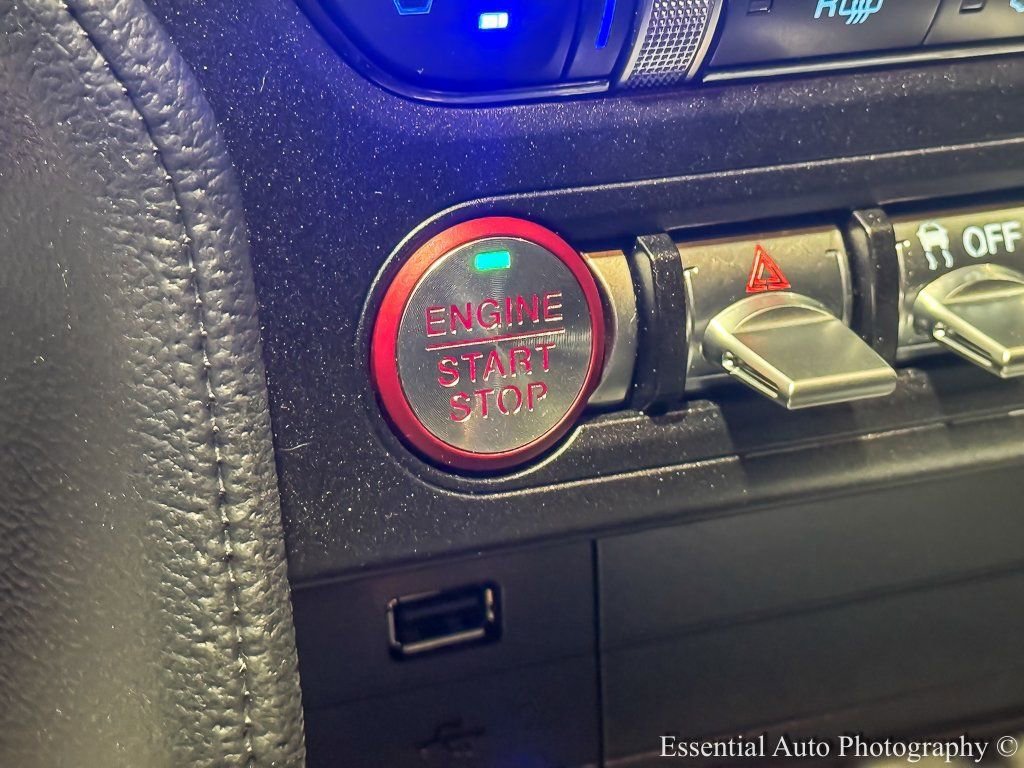 OFF
ENGINE
START
STOP
Essential Auto Photography ©